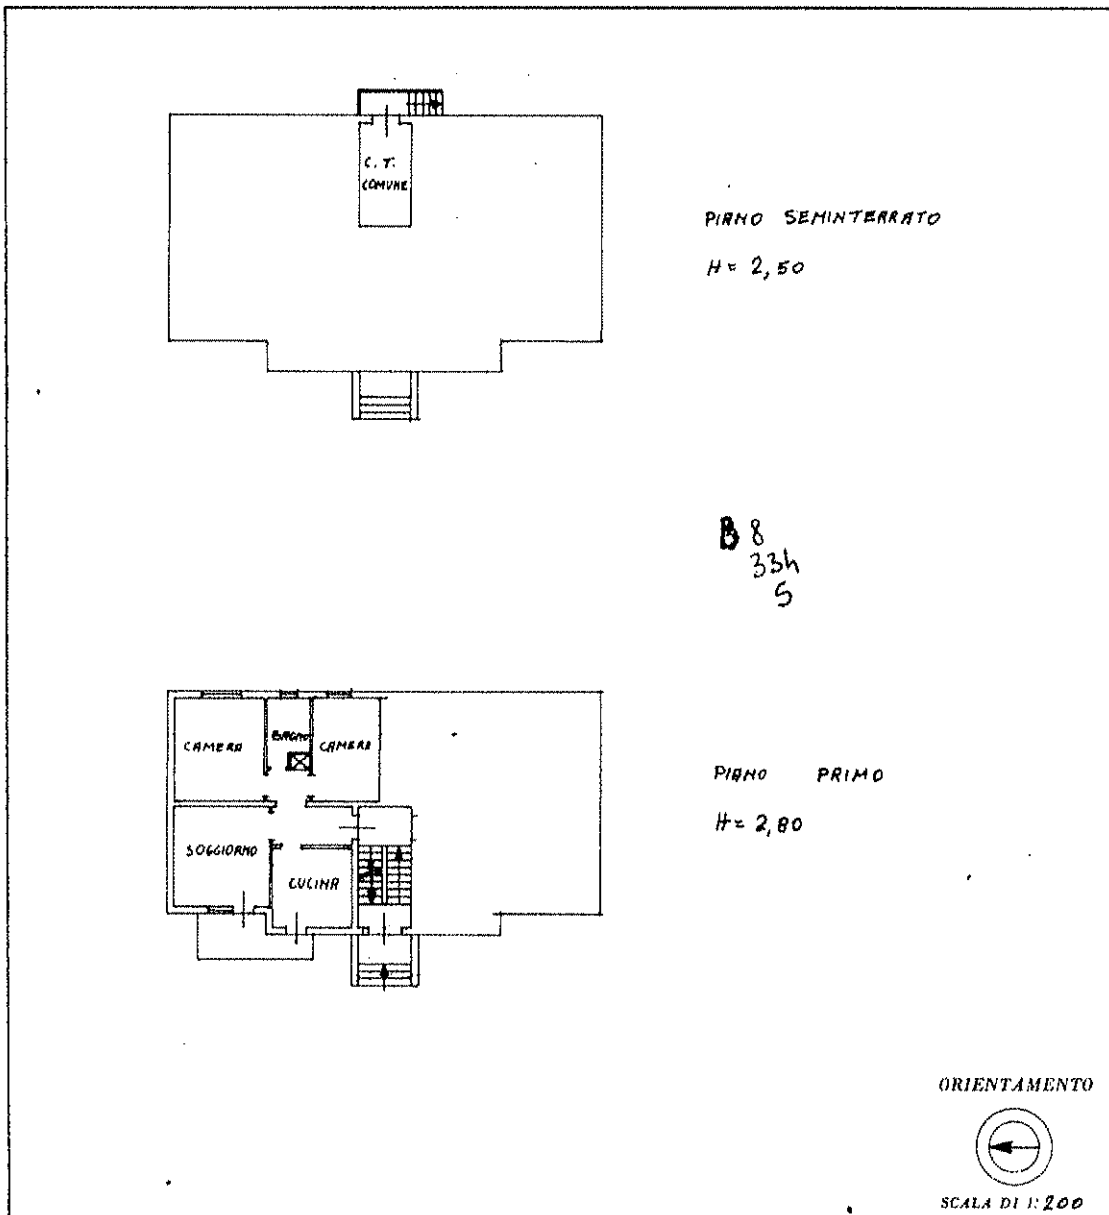 C. T.
COMUNE
PIANO SEMINTERRATO
H = 2,50
B 8
334
5
CAMERA
BAGNO
CAMERA
SOGGIORNO
CUCINA
PIANO PRIMO
H = 2,80
ORIENTAMENTO
SCALA DI 1:200